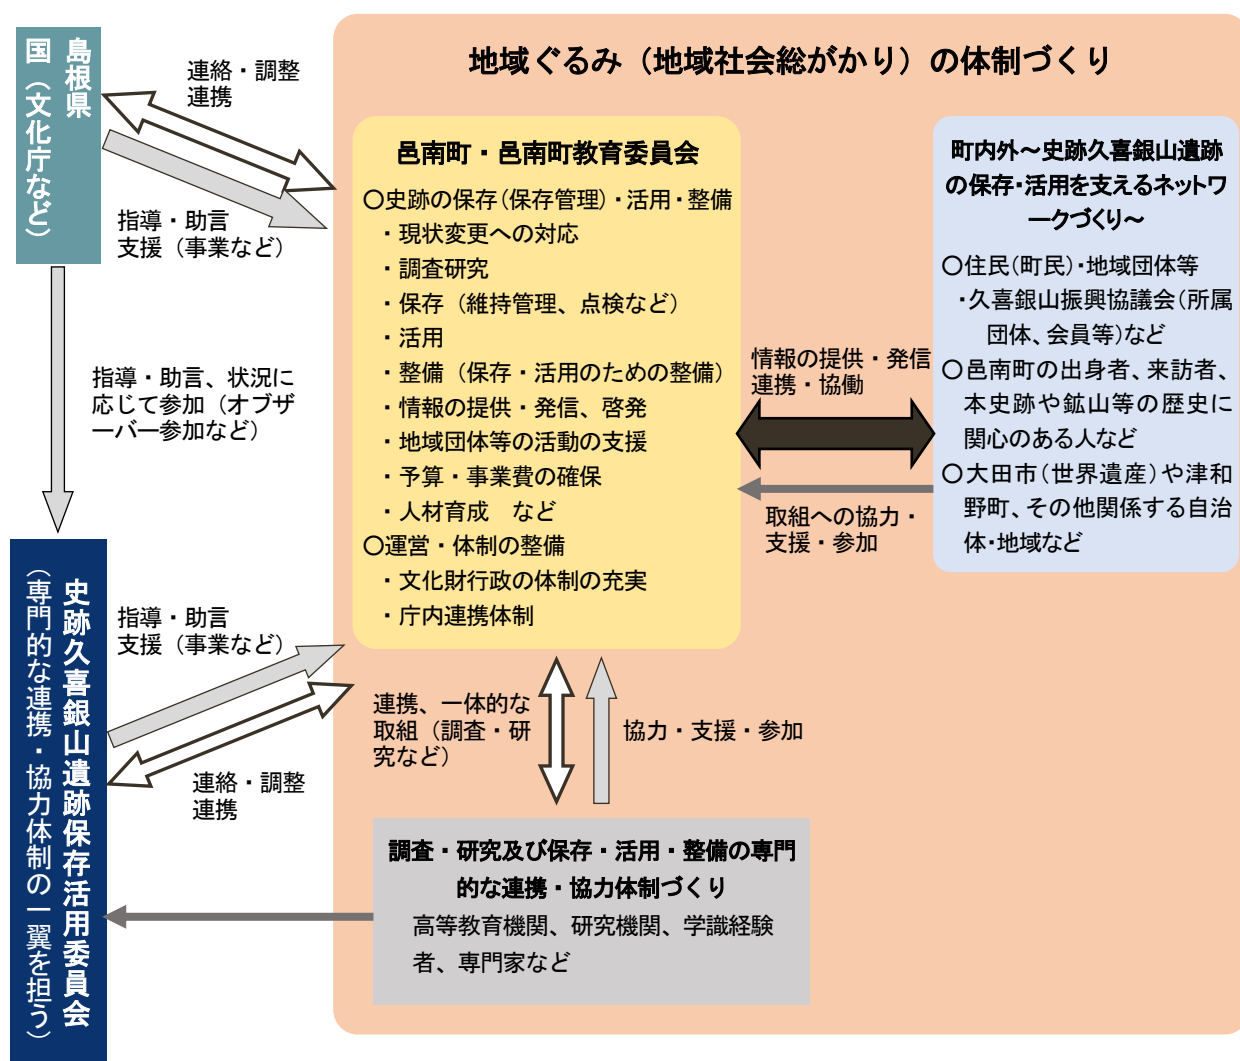 地域ぐるみ（地域社会総がかり）の体制づくり
島根県
国（文化庁など）
連絡・調整
連携
指導・助言
支援（事業など）
指導・助言、状況に
応じて参加（オブザ
ーバー参加など）
邑南町・邑南町教育委員会
〇史跡の保存（保存管理）・活用・整備
・現状変更への対応
・調査研究
・保存（維持管理、点検など）
・活用
・整備（保存・活用のための整備）
・情報の提供・発信、啓発
・地域団体等の活動の支援
・予算・事業費の確保
・人材育成　など
〇運営・体制の整備
・文化財行政の体制の充実
・庁内連携体制
情報の提供・発信
連携・協働
取組への協力・
支援・参加
町内外～史跡久喜銀山遺跡
の保存・活用を支えるネットワ
ークづくり～
〇住民（町民）・地域団体等
・久喜銀山振興協議会（所属
団体、会員等）など
〇邑南町の出身者、来訪者、
本史跡や鉱山等の歴史に
関心のある人など
〇大田市（世界遺産）や津和
野町、その他関係する自治
体・地域など
史跡久喜銀山遺跡保存活用委員会
（専門的な連携・協力体制の一翼を担う）
指導・助言
支援（事業など）
連絡・調整
連携
連携、一体的な
取組（調査・研
究など）
協力・支援・参加
調査・研究及び保存・活用・整備の専門
的な連携・協力体制づくり
高等教育機関、研究機関、学識経験
者、専門家など